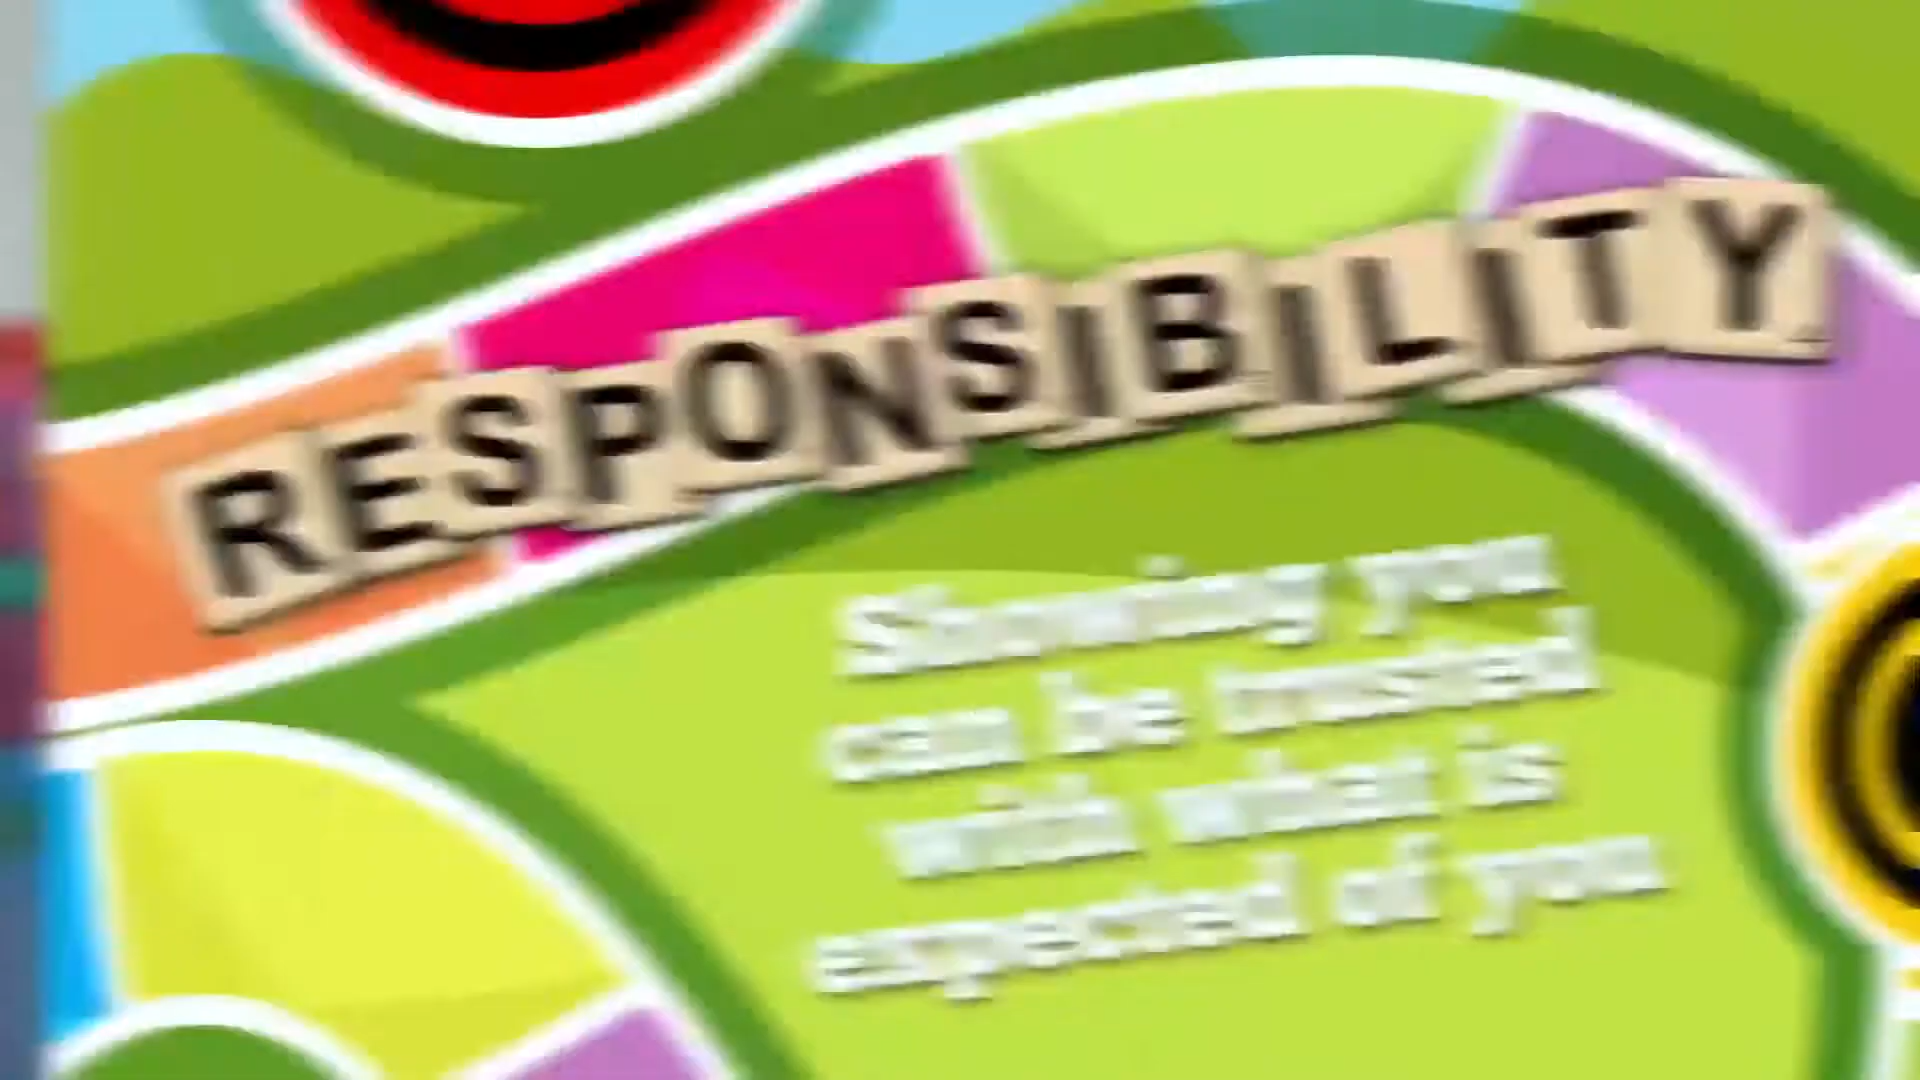 RESPONSIBILITY
Showing you
can be trusted
with what is
expected of you